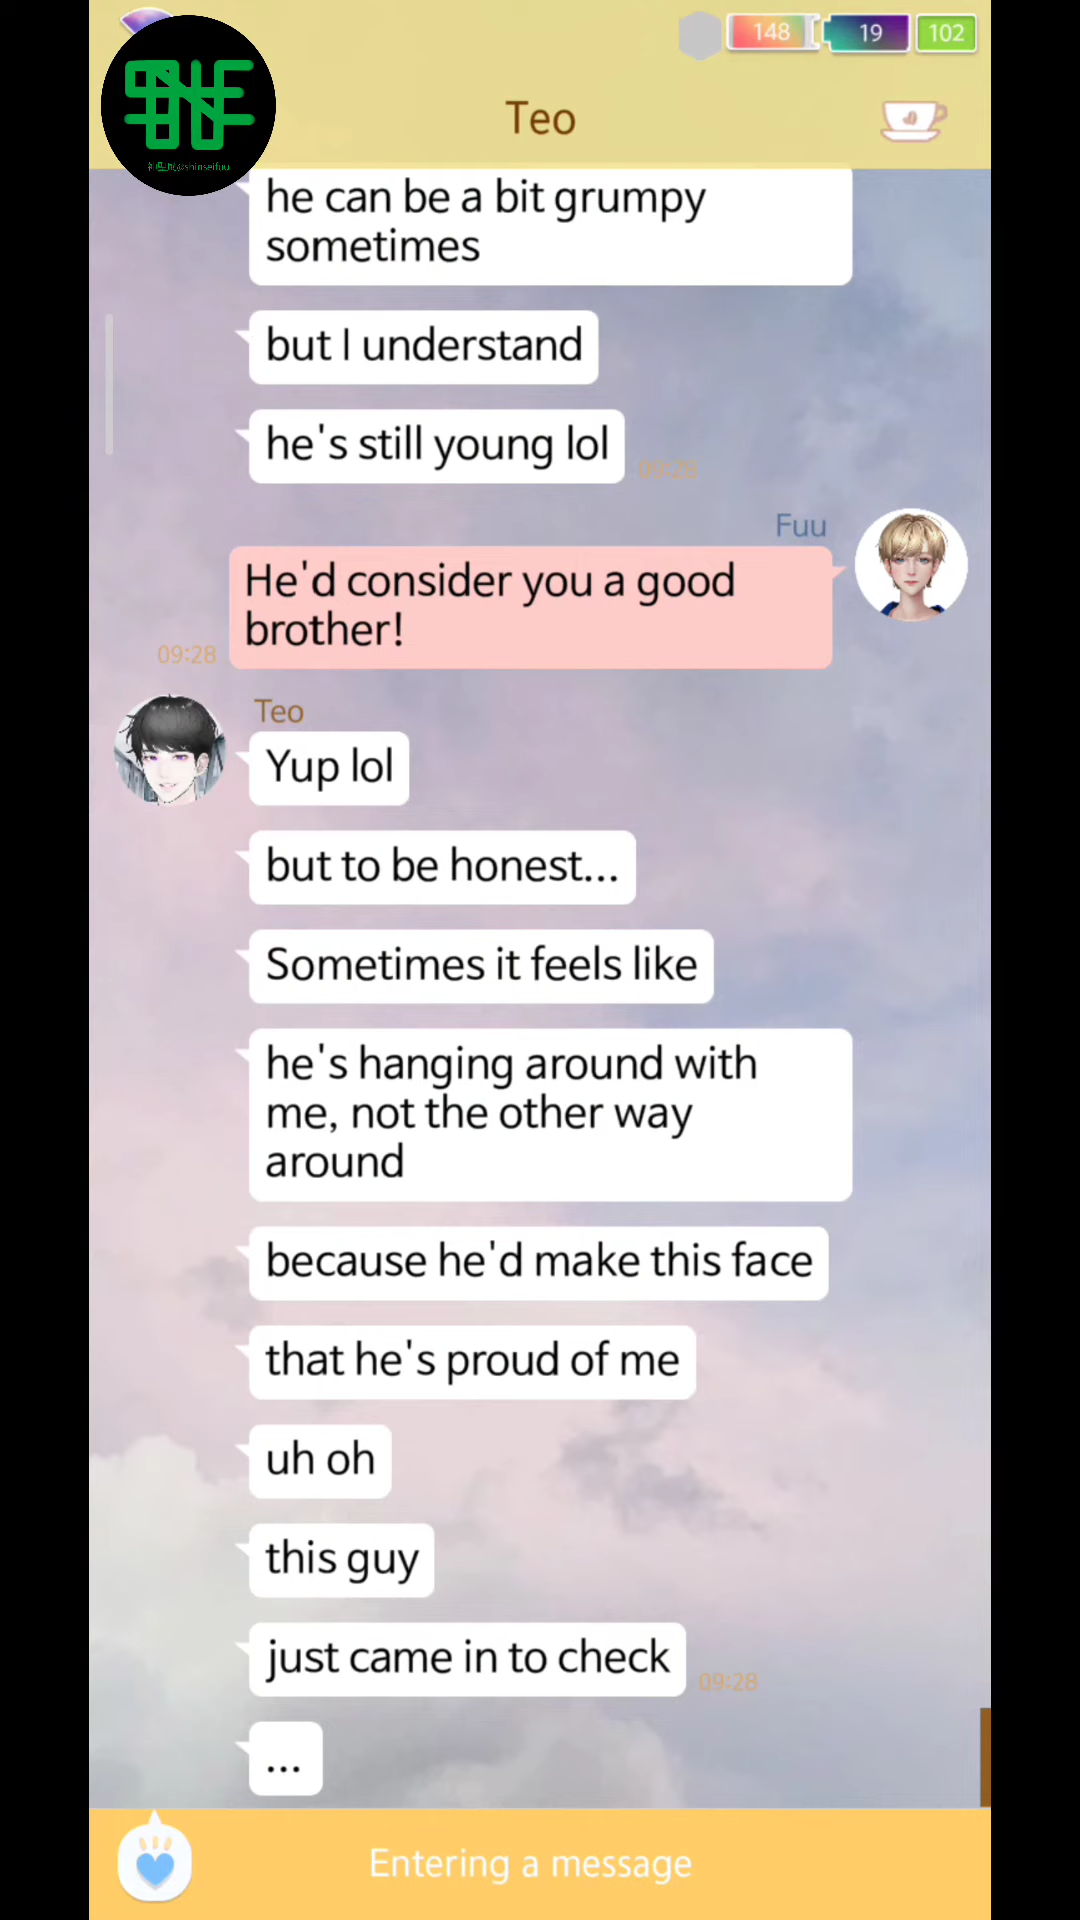 148
19
102
Teo
@shinseifuu
he can be a bit grumpy
sometimes
but I understand
he's still young lol
09:28
Fuu
He'd consider you a good
brother!
09:28
Teo
Yup lol
but to be honest...
Sometimes it feels like
he's hanging around with
me, not the other way
around
because he'd make this face
that he's proud of me
uh oh
this guy
just came in to check
09:28
...
Entering a message